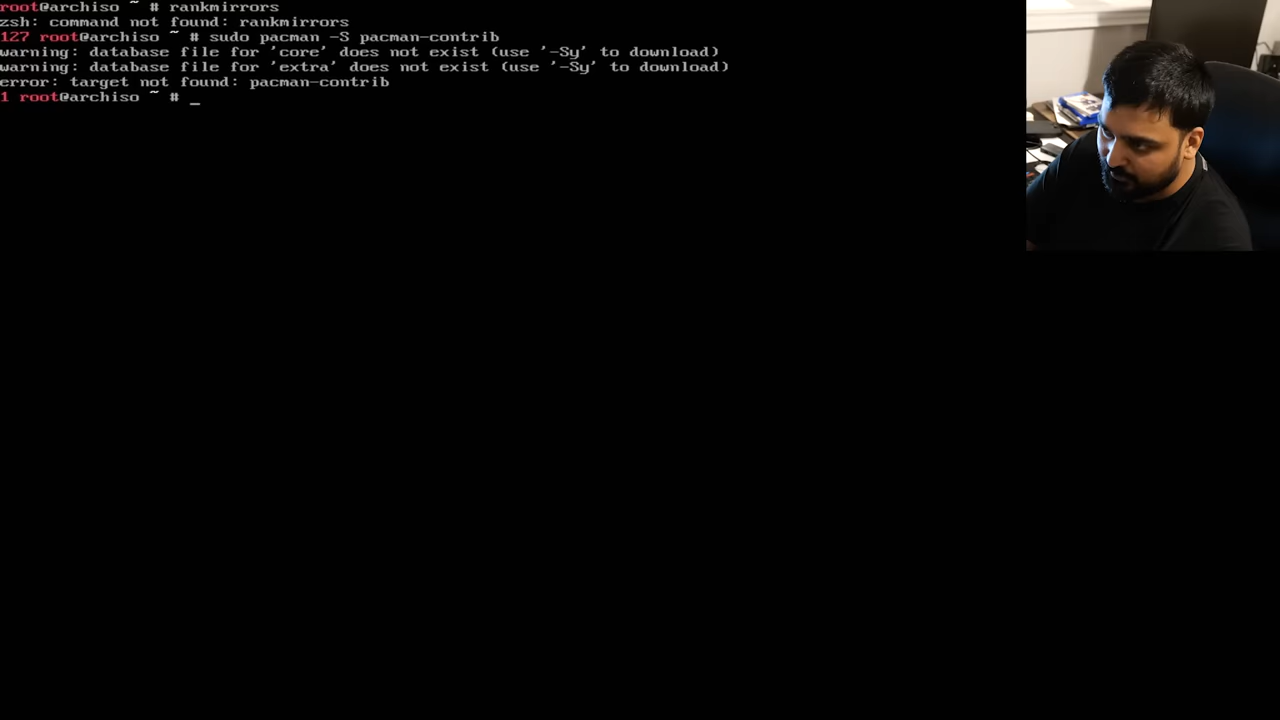 root@archiso ~ # rankmirrors
zsh: command not found: rankmirrors
127 root@archiso ~ # sudo pacman -S pacman-contrib
warning: database file for 'core' does not exist (use '-Sy' to download)
warning: database file for 'extra' does not exist (use '-Sy' to download)
error: target not found: pacman-contrib
1 root@archiso ~ # _